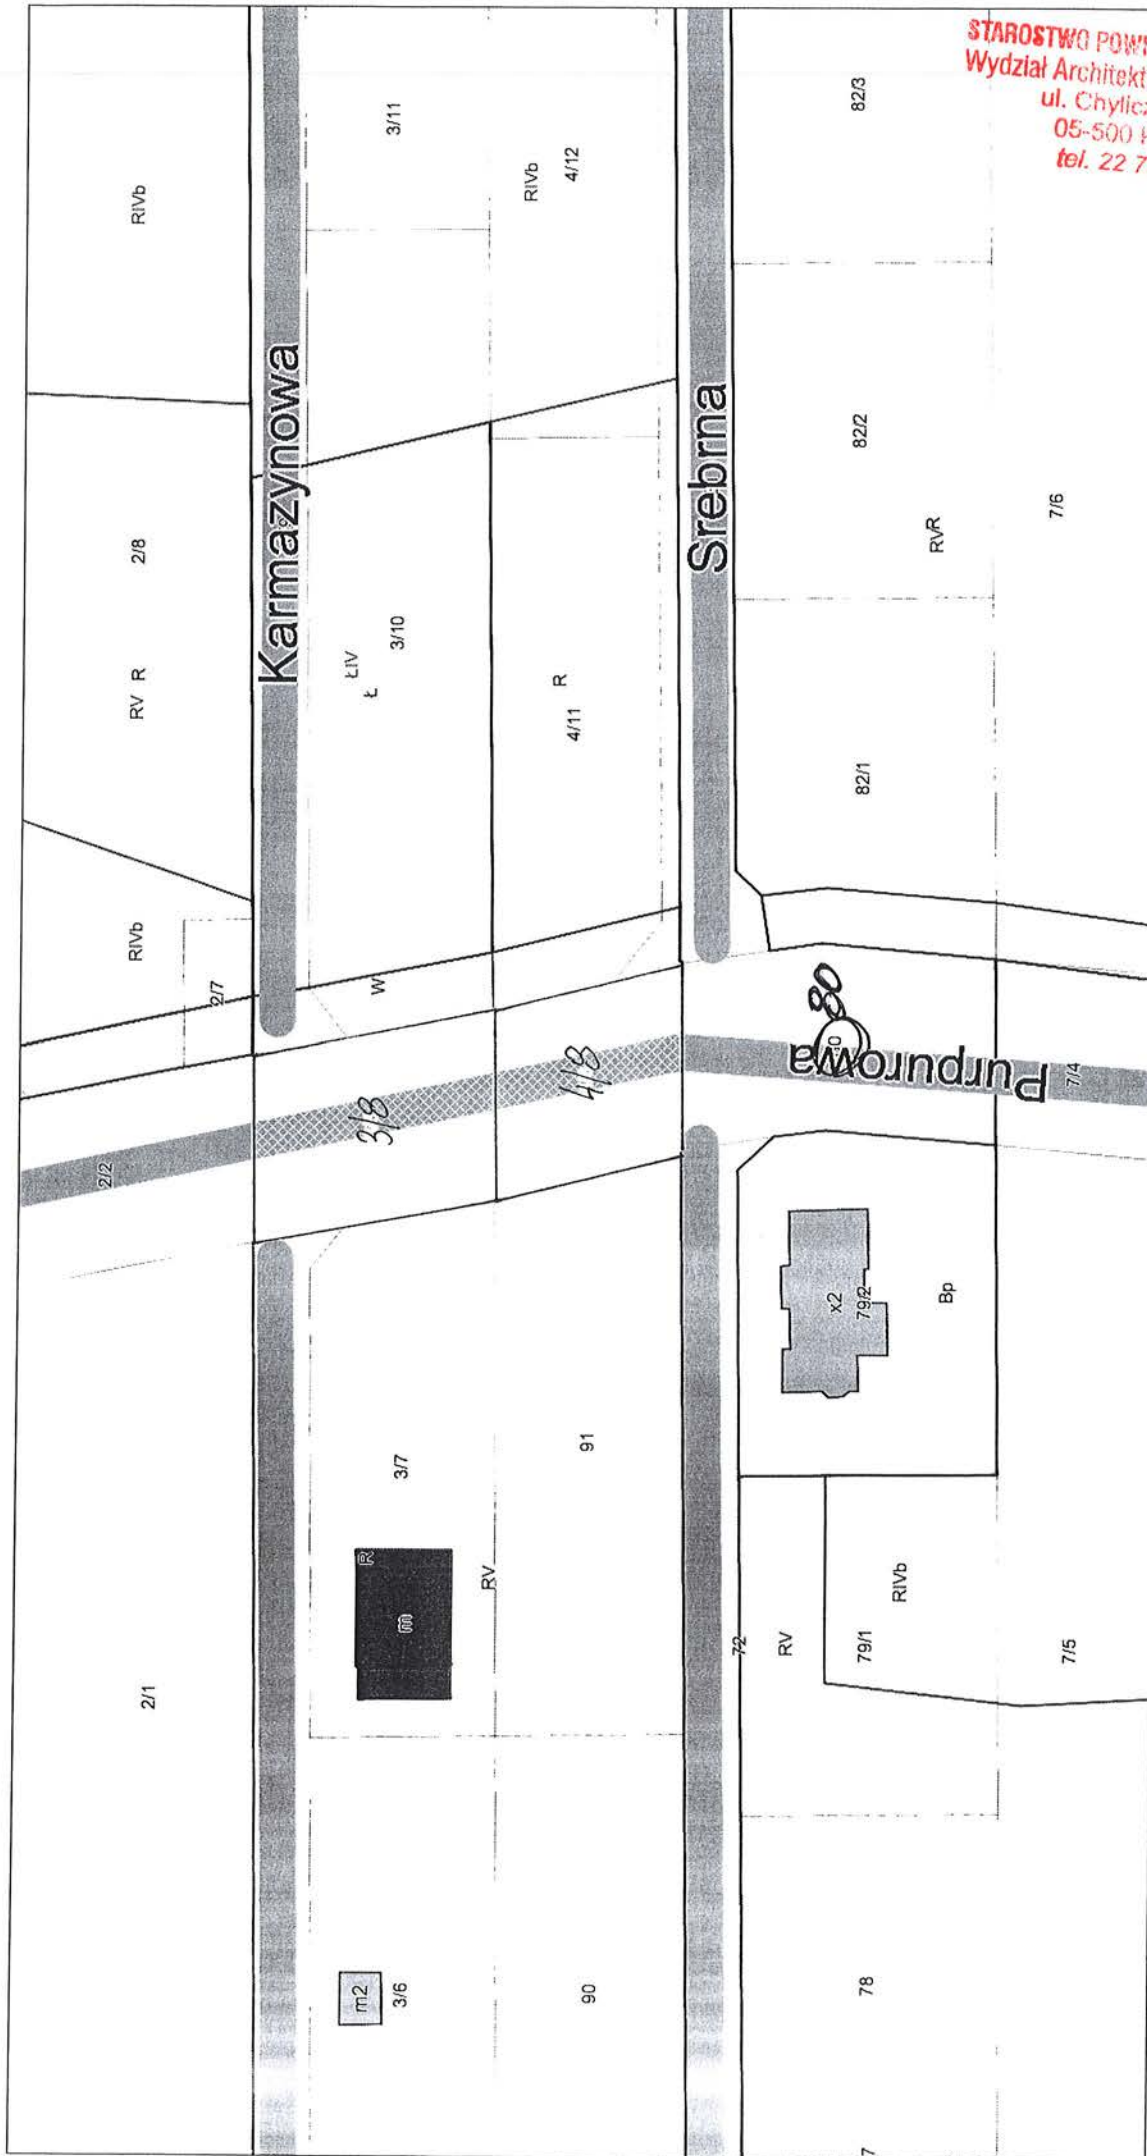 STAROSTWO POWI
Wydział Architekt
ul. Chylic
05-500
tel. 22 7
82/3
3/11
4/12
RIVb
RIVb
Karmazynowa
Srebrna
82/2
2/8
RVR
7/6
3/10
ŁIV
Ł
RV R
R
4/11
82/1
RIVb
2/7
W
80
Purpurowa
7/4
3/8
4/8
2/2
x2
79/2
Bp
3/7
91
R
m
RV
72
RV
RIVb
79/1
7/5
2/1
m2
3/6
90
78
7